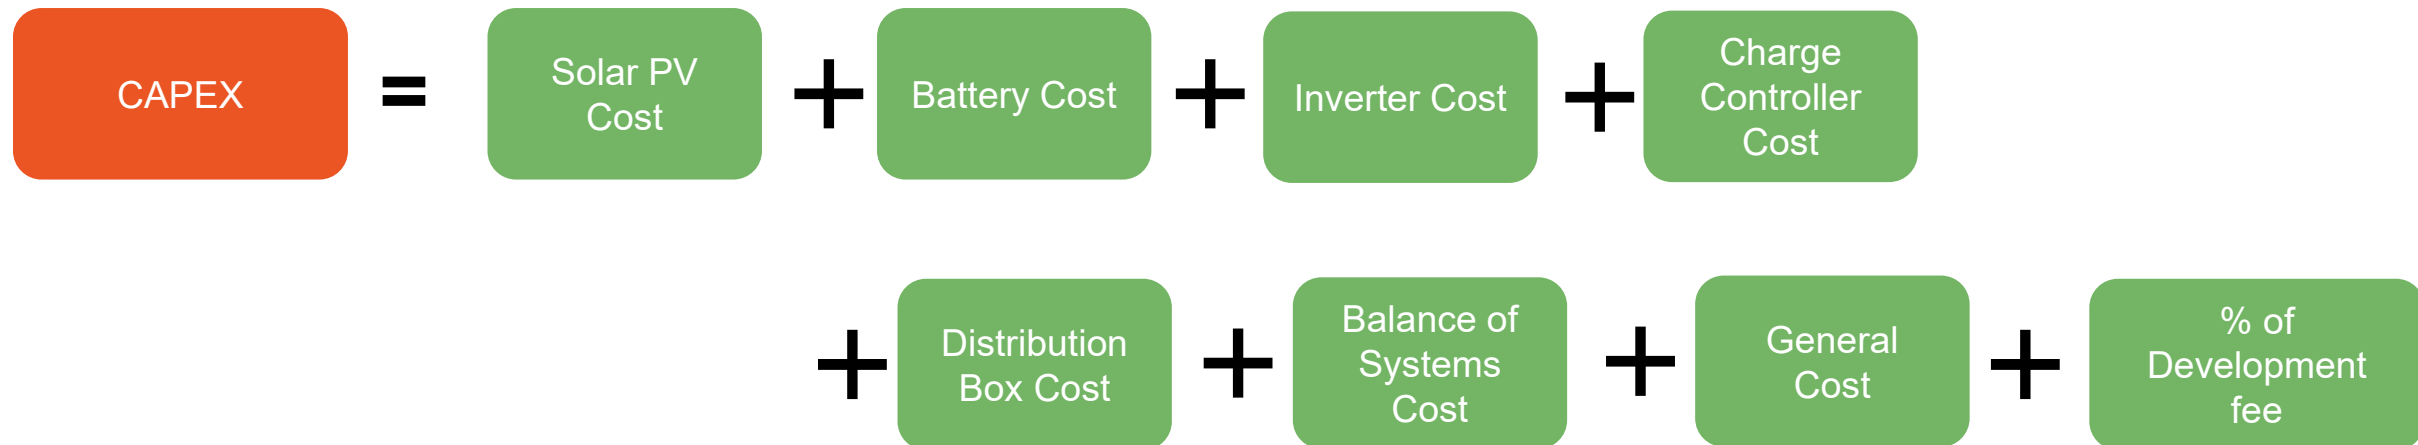 CAPEX
=
Solar PV
Cost
+
Battery Cost
+
Inverter Cost
+
Charge
Controller
Cost
+
Distribution
Box Cost
+
Balance of
Systems
Cost
+
General
Cost
+
% of
Development
fee